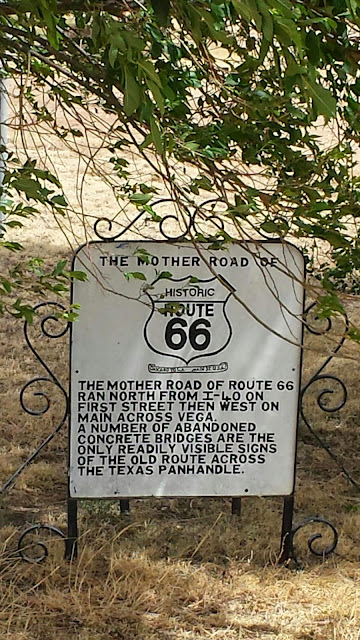 THE MOTHER ROAD OF
HISTORIC
ROUTE
66
THE MOTHER ROAD OF ROUTE 66
RAN NORTH FROM I-40 ON
FIRST STREET THEN WEST ON
MAIN ACROSS VEGA.
A NUMBER OF ABANDONED
CONCRETE BRIDGES ARE THE
ONLY READILY VISIBLE SIGNS
OF THE OLD ROUTE ACROSS
THE TEXAS PANHANDLE.